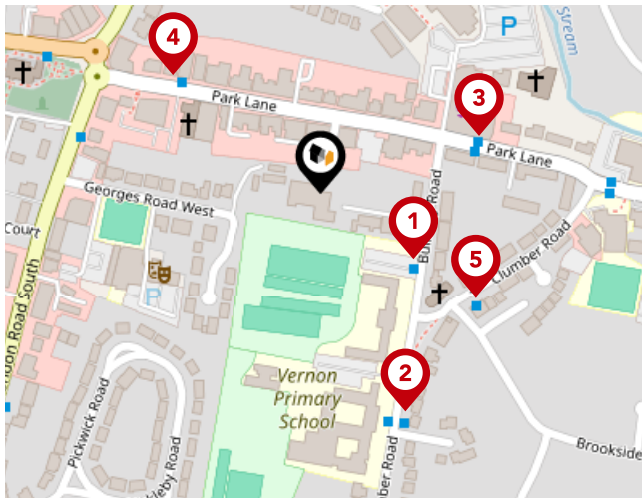 P
Stream
4
Park Lane
3
Park Lane
Georges Road West
Court
1
5
Clumber Road
P
Vernon
Primary
School
2
Pickwick Road
Brookside